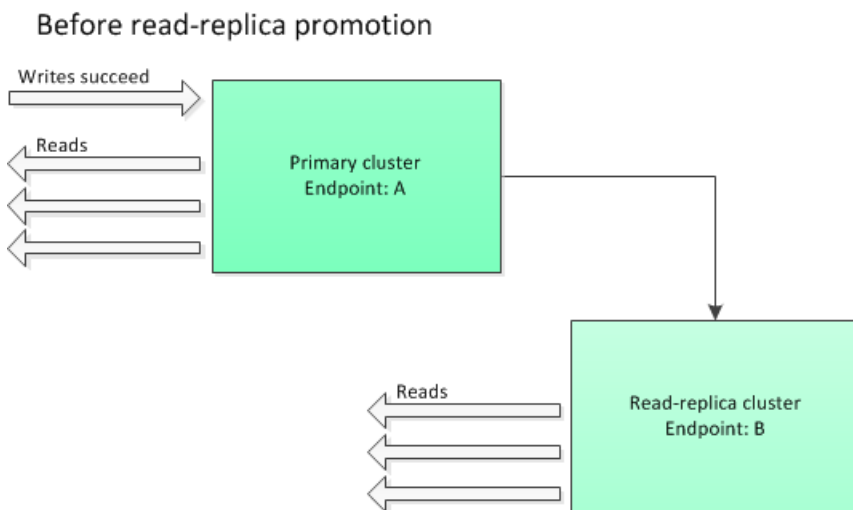 Before read-replica promotion
Writes succeed
Reads
Primary cluster
Endpoint: A
Reads
Read-replica cluster
Endpoint: B